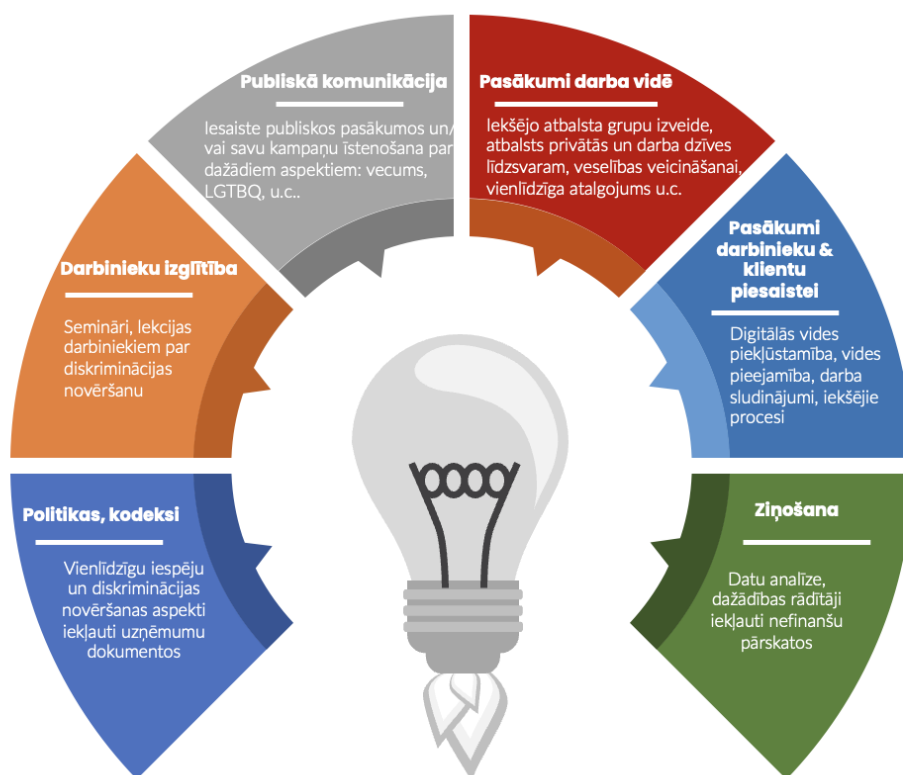 Publiskā komunikācija
Iesaiste publiskos pasākumos un/
vai savu kampaņu īstenošana par
dažādiem aspektiem: vecums,
LGTBQ, u.c..
Pasākumi darba vidē
Iekšējo atbalsta grupu izveide,
atbalsts privātās un darba dzīves
līdzsvaram, veselības veicināšanai,
vienlīdzīga atalgojums u.c.
Darbinieku izglītība
Semināri, lekcijas
darbiniekiem par
diskriminācijas
novēršanu
Pasākumi
darbinieku &
klientu
piesaistei
Digitālās vides
piekļūstamība, vides
pieejamība, darba
sludinājumi, iekšējie
procesi
Politikas, kodeksi
Vienlīdzīgu iespēju
un diskriminācijas
novēršanas aspekti
iekļauti uzņēmumu
dokumentos
Ziņošana
Datu analīze,
dažādības rādītāji
iekļauti nefinanšu
pārskatos